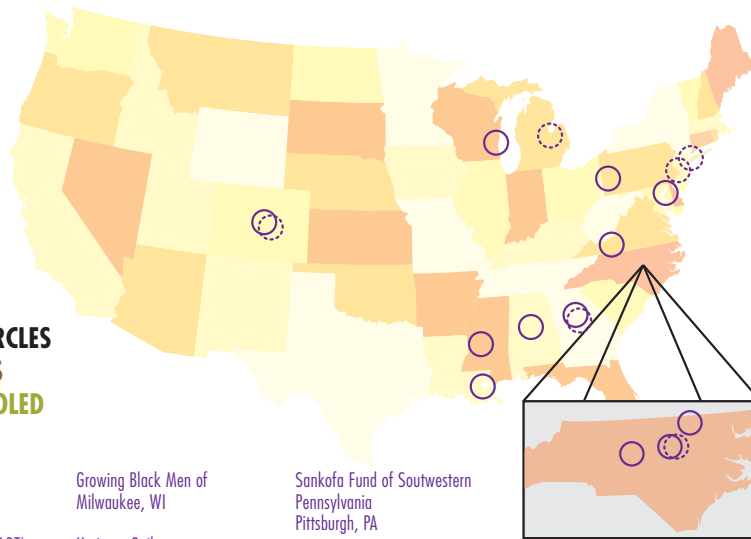 RCLES
S
OLED
Growing Black Men of
Milwaukee, WI
Sankofa Fund of Soutwestern
Pennsylvania
Pittsburgh, PA